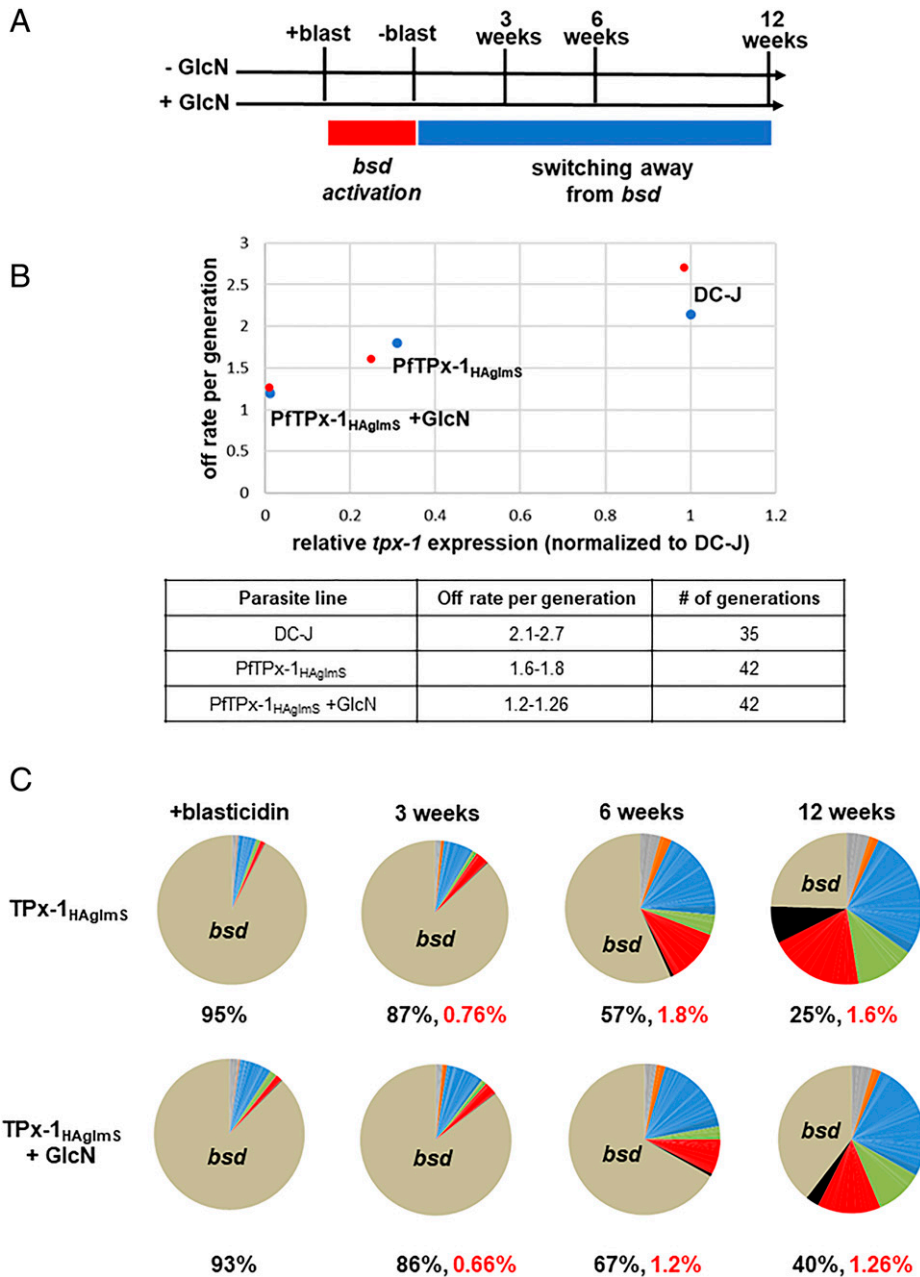 A
+blast -blast 3 weeks 6 weeks 12 weeks
- GlcN
+ GlcN
bsd activation
switching away from bsd
B
3
2.5
2
1.5
1
0.5
0
off rate per generation
DC-J
PfTPx-1HAglmS
PfTPx-1HAglmS +GlcN
0 0.2 0.4 0.6 0.8 1 1.2
relative tpx-1 expression (normalized to DC-J)
Parasite line Off rate per generation # of generations
DC-J 2.1-2.7 35
PfTPx-1HAglmS 1.6-1.8 42
PfTPx-1HAglmS +GlcN 1.2-1.26 42
C
+blasticidin 3 weeks 6 weeks 12 weeks
TPx-1HAglmS
bsd bsd bsd bsd
95% 87%, 0.76% 57%, 1.8% 25%, 1.6%
TPx-1HAglmS
+ GlcN
bsd bsd bsd bsd
93% 86%, 0.66% 67%, 1.2% 40%, 1.26%